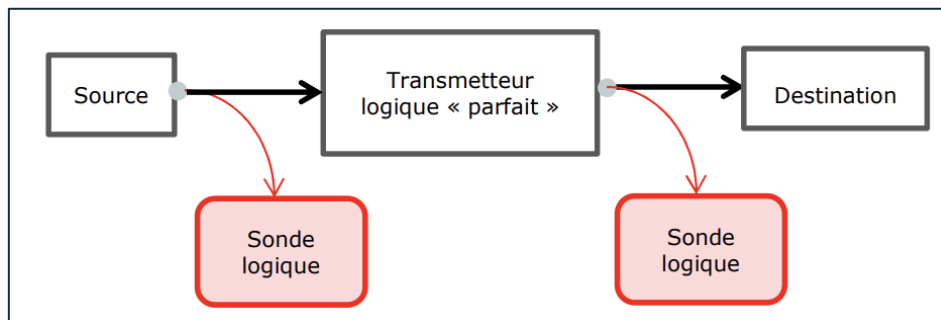 Source
Transmetteur
logique « parfait »
Destination
Sonde
logique
Sonde
logique